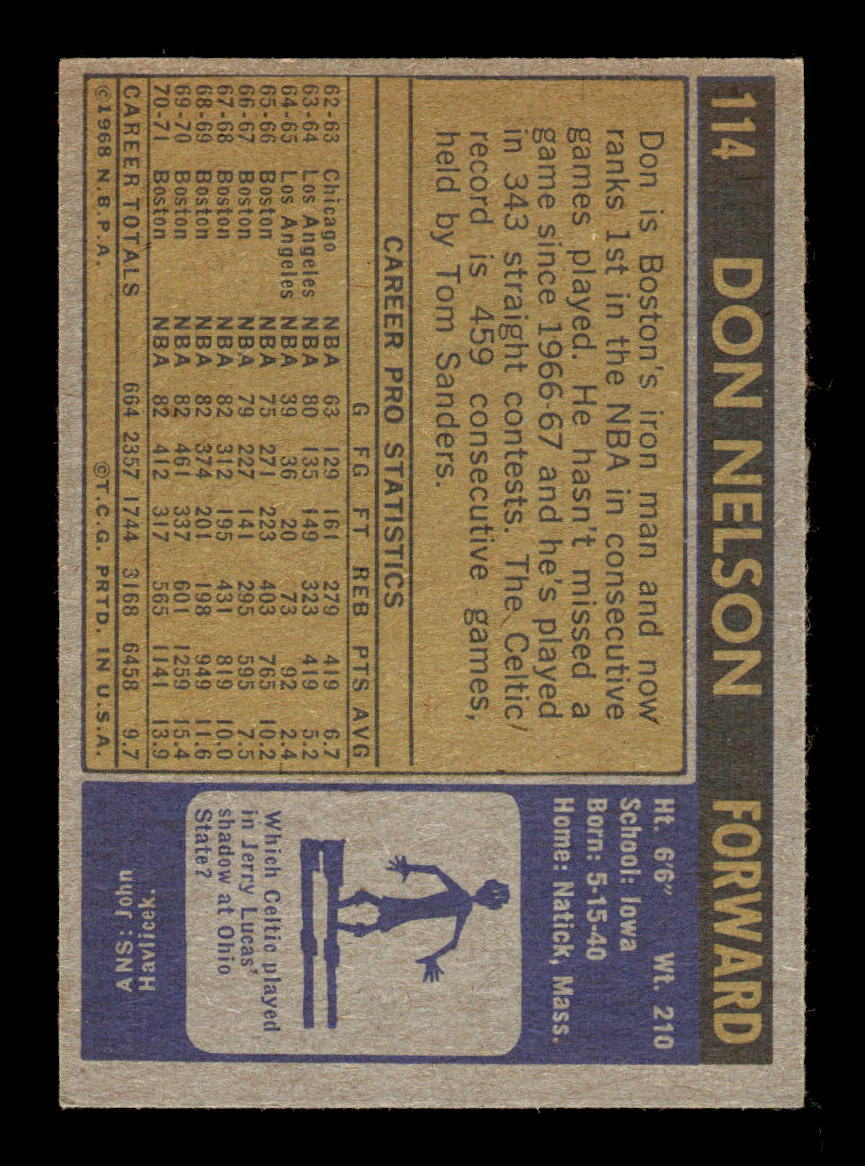 114 DON NELSON FORWARD
Don is Boston's iron man and now
ranks 1st in the NBA in consecutive
games played. He hasn't missed a
game since 1966-67 and he's played
in 343 straight contests. The Celtic
record is 459 consecutive games,
held by Tom Sanders.
CAREER PRO STATISTICS
G FG FT REB PTS AVG
62-63 Chicago NBA 63 129 161 279 419 6.7
63-64 Los Angeles NBA 80 135 149 323 419 5.2
64-65 Los Angeles NBA 39 36 20 73 92 2.4
65-66 Boston NBA 75 271 223 403 765 10.2
66-67 Boston NBA 79 227 141 295 595 7.5
67-68 Boston NBA 82 312 195 431 819 10.0
68-69 Boston NBA 82 374 201 198 949 11.6
69-70 Boston NBA 82 461 337 601 1259 15.4
70-71 Boston NBA 82 412 317 565 1141 13.9
CAREER TOTALS 664 2357 1744 3168 6458 9.7
©1968 N.B.P.A. ©T.C.G. PRTD. IN U.S.A.
Ht. 6'6" Wt. 210
School: Iowa
Born: 5-15-40
Home: Natick, Mass.
Which Celtic played
in Jerry Lucas'
shadow at Ohio
State?
ANS: John
Havlicek.